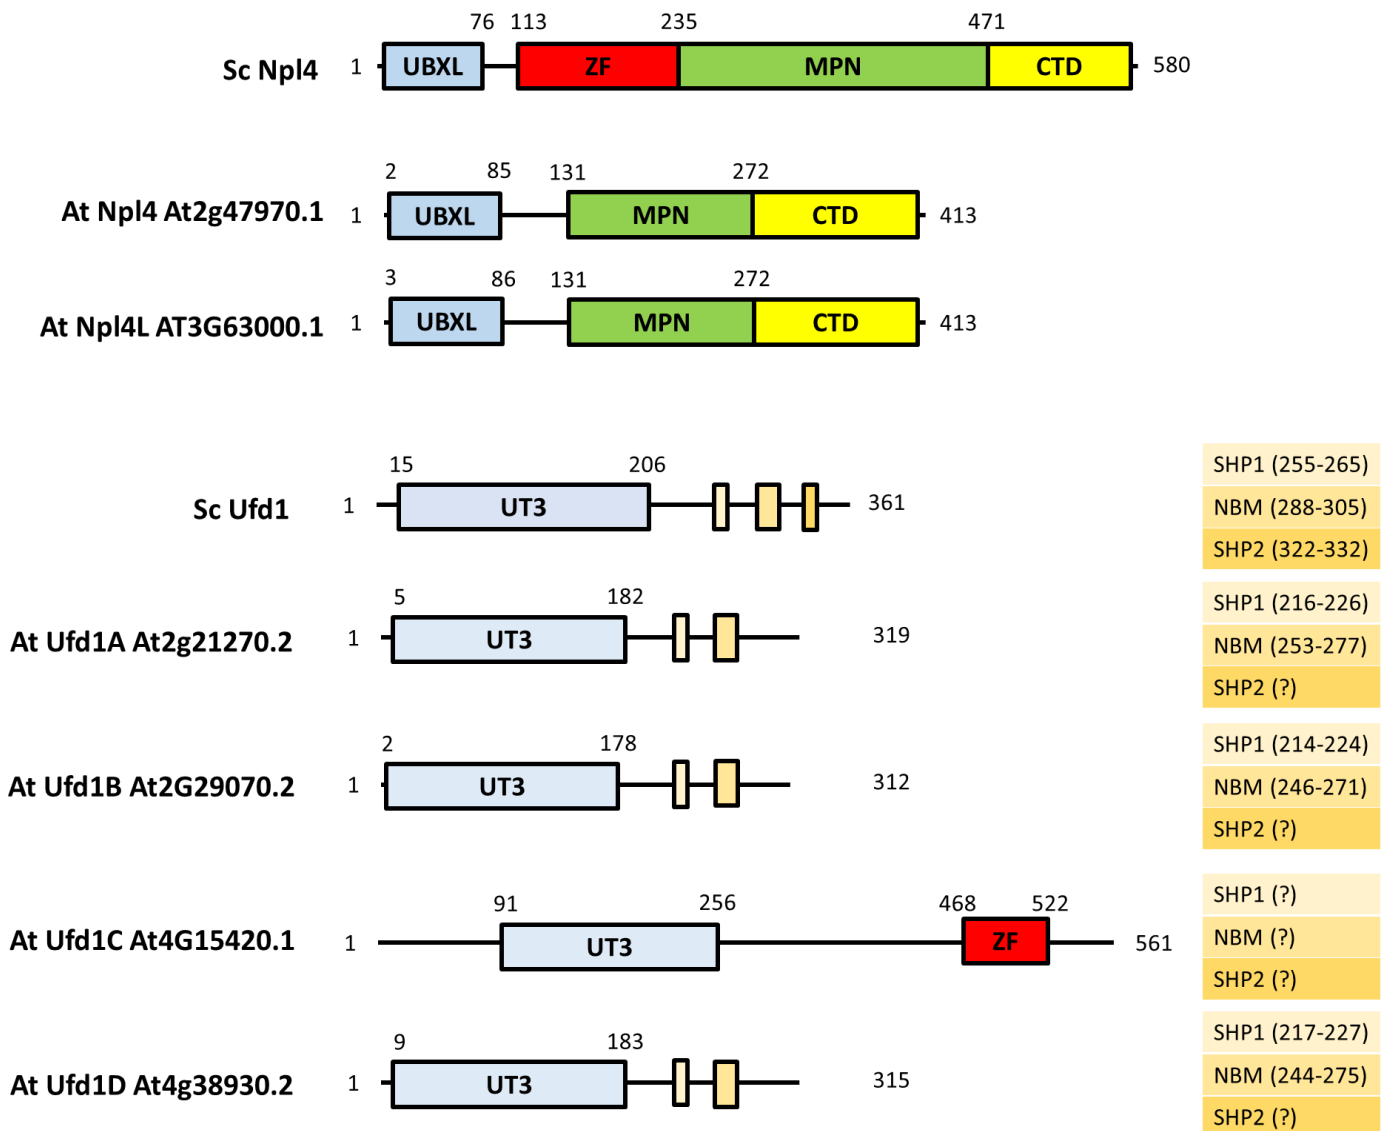 76 113 235 471
Sc Npl4 1 UBXL ZF MPN CTD 580
2 85 131 272
At Npl4 At2g47970.1 1 UBXL MPN CTD 413
3 86 131 272
At Npl4L AT3G63000.1 1 UBXL MPN CTD 413
15 206 SHP1 (255-265)
Sc Ufd1 1 UT3 361 NBM (288-305)
SHP2 (322-332)
5 182 SHP1 (216-226)
At Ufd1A At2g21270.2 1 UT3 319 NBM (253-277)
SHP2 (?)
2 178 SHP1 (214-224)
At Ufd1B At2G29070.2 1 UT3 312 NBM (246-271)
SHP2 (?)
91 256 468 522 SHP1 (?)
At Ufd1C At4G15420.1 1 UT3 ZF 561 NBM (?)
SHP2 (?)
9 183 SHP1 (217-227)
At Ufd1D At4g38930.2 1 UT3 315 NBM (244-275)
SHP2 (?)